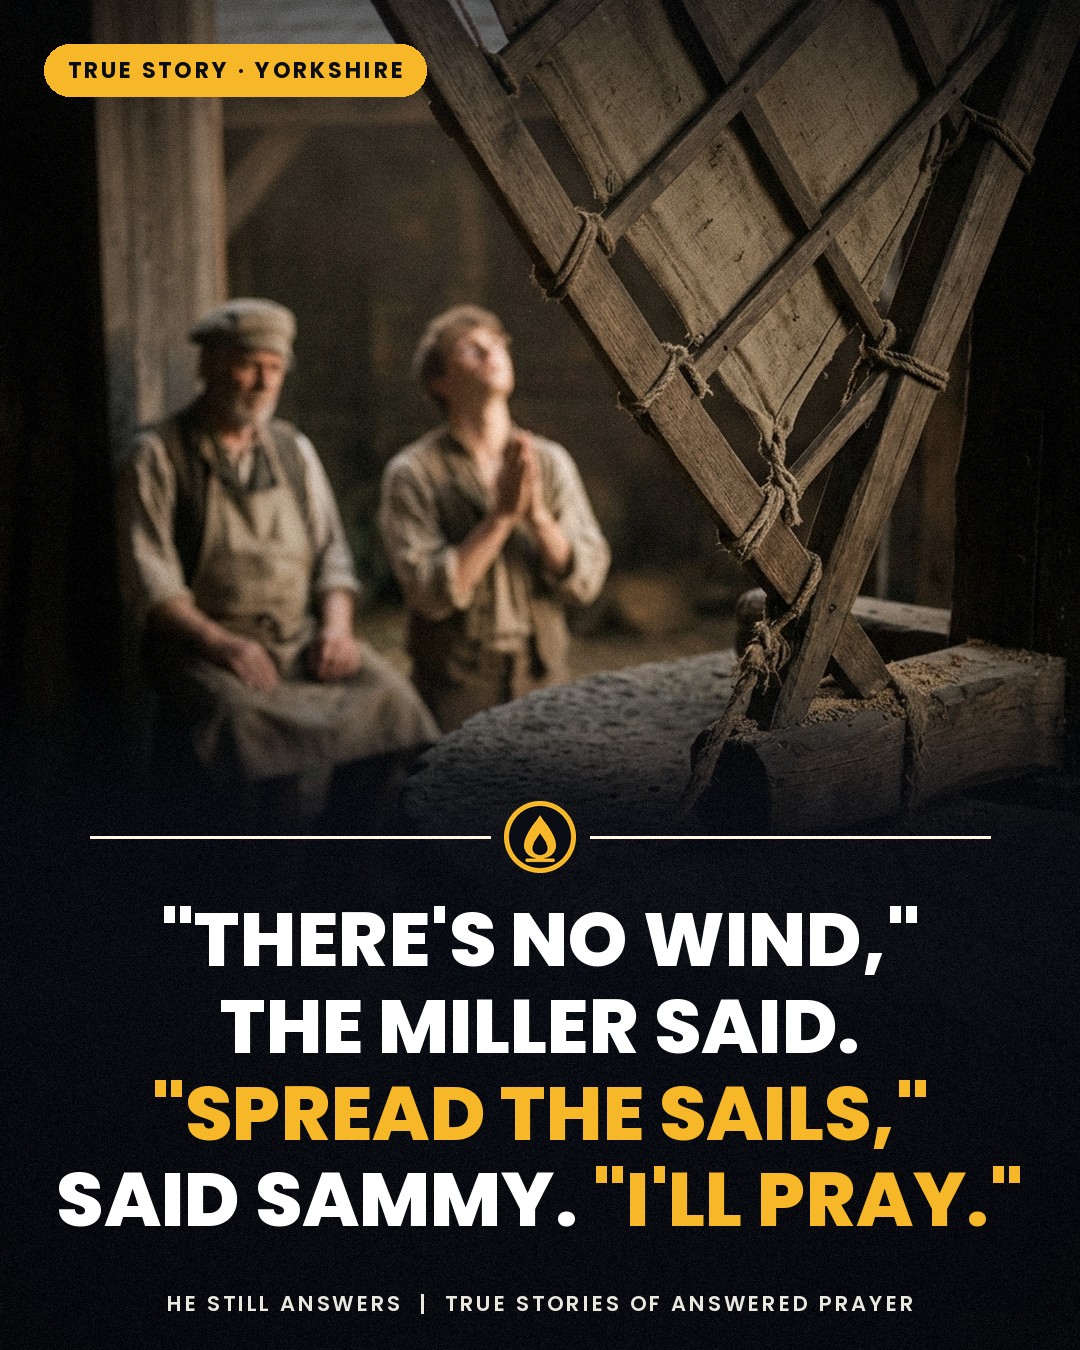 TRUE STORY · YORKSHIRE
"THERE'S NO WIND,"
THE MILLER SAID.
"SPREAD THE SAILS,"
SAID SAMMY. "I'LL PRAY."
HE STILL ANSWERS | TRUE STORIES OF ANSWERED PRAYER